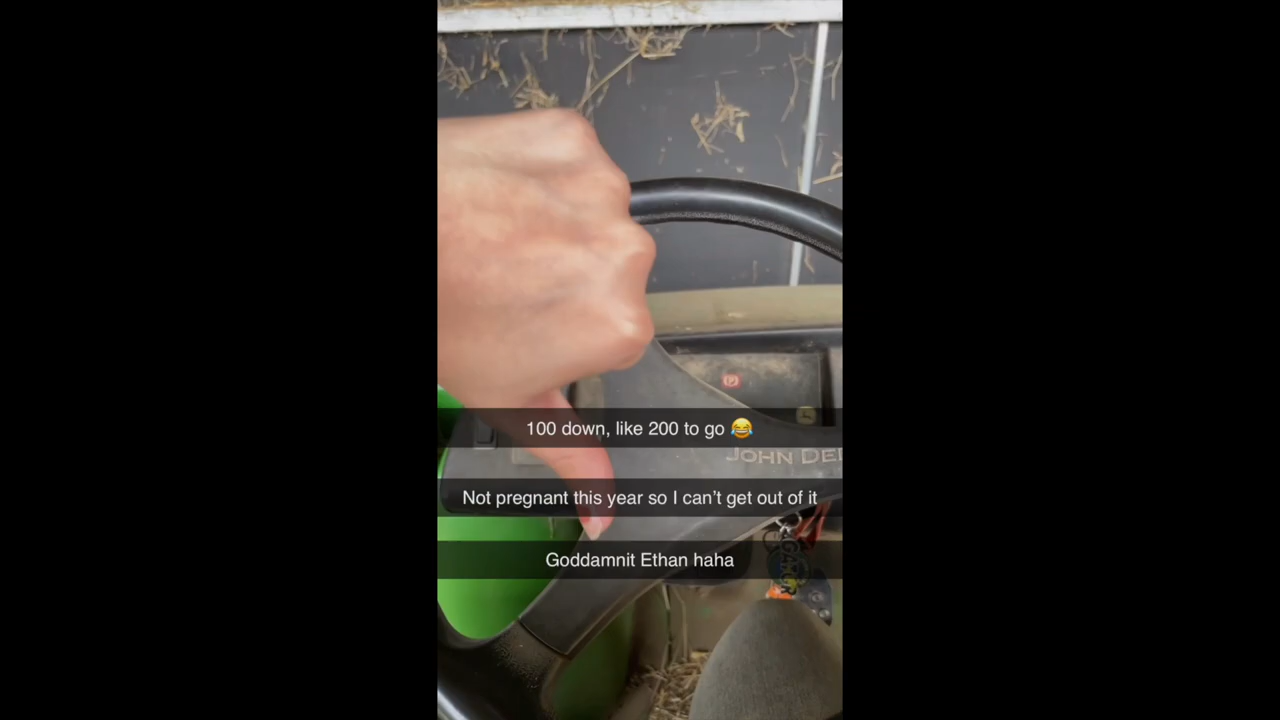 100 down, like 200 to go 😂
JOHN DEE
Not pregnant this year so I can't get out of it
Goddamnit Ethan haha